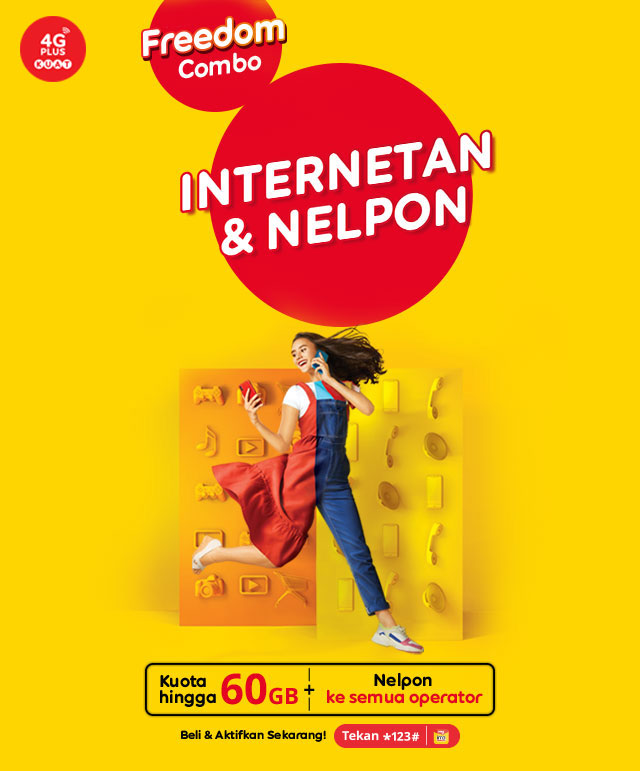 4G
PLUS
KUAT
Freedom
Combo
INTERNETAN
& NELPON
Kuota
hingga 60GB + Nelpon
ke semua operator
Beli & Aktifkan Sekarang! Tekan *123#